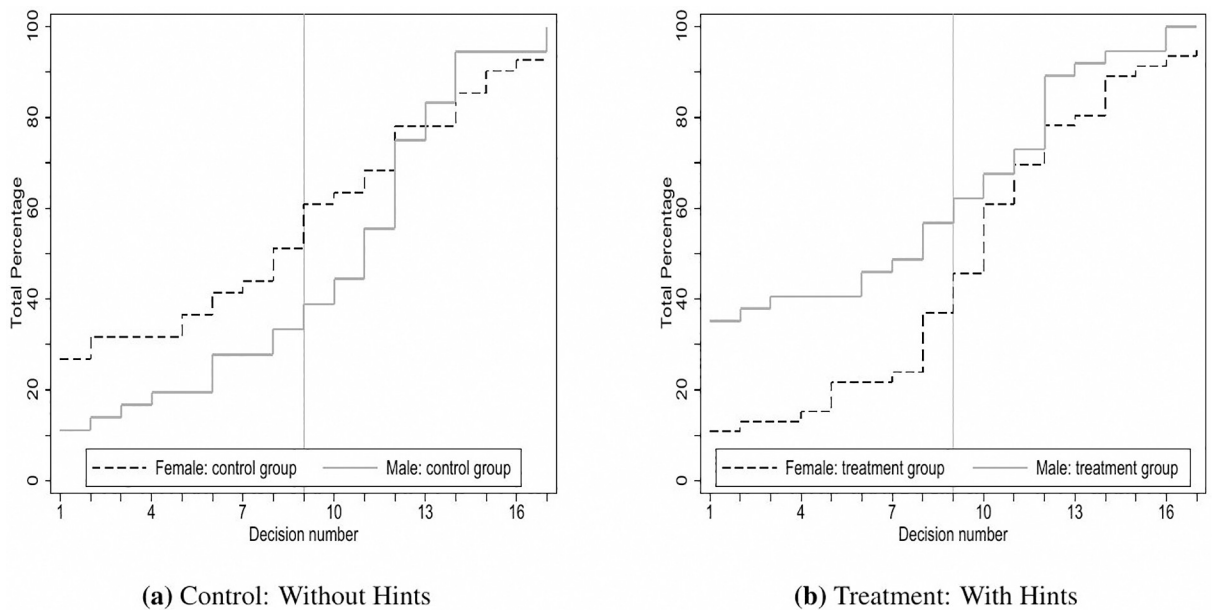 Total Percentage
100
80
60
40
20
0
Female: control group
Male: control group
1
4
7
10
13
16
Decision number
(a) Control: Without Hints
Total Percentage
100
80
60
40
20
0
Female: treatment group
Male: treatment group
1
4
7
10
13
16
Decision number
(b) Treatment: With Hints